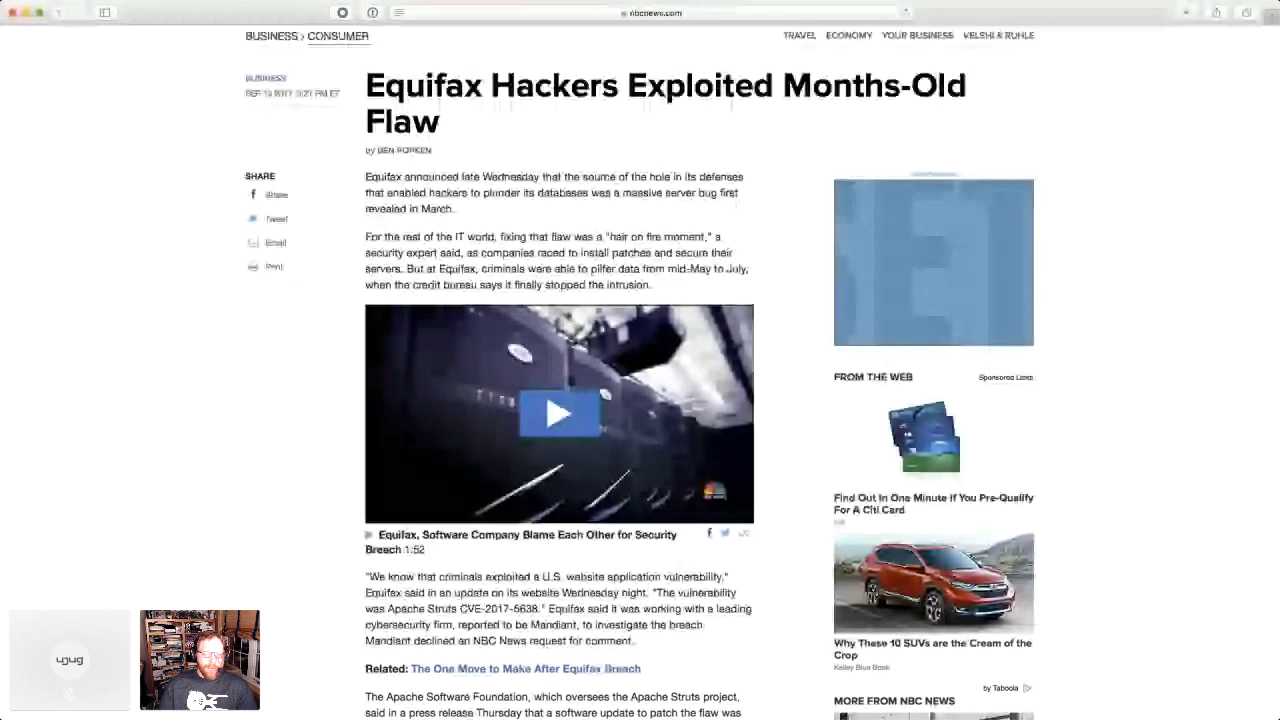 nbcnews.com
BUSINESS › CONSUMER
TRAVEL ECONOMY YOUR BUSINESS VELSHI & RUHLE
BUSINESS
Equifax Hackers Exploited Months-Old
Flaw
by BEN POPKEN
SHARE
Share
Tweet
Email
Print
Equifax announced late Wednesday that the source of the hole in its defenses
that enabled hackers to plunder its databases was a massive server bug first
revealed in March.
For the rest of the IT world, fixing that flaw was a "hair on fire moment," a
security expert said, as companies raced to install patches and secure their
servers. But at Equifax, criminals were able to pilfer data from mid-May to July,
when the credit bureau says it finally stopped the intrusion.
Equifax, Software Company Blame Each Other for Security
Breach 1:52
"We know that criminals exploited a U.S. website application vulnerability,"
Equifax said in an update on its website Wednesday night. "The vulnerability
was Apache Struts CVE-2017-5638." Equifax said it was working with a leading
cybersecurity firm, reported to be Mandiant, to investigate the breach.
Mandiant declined an NBC News request for comment.
Related: The One Move to Make After Equifax Breach
The Apache Software Foundation, which oversees the Apache Struts project,
said in a press release Thursday that a software update to patch the flaw was
FROM THE WEB
Sponsored Links
Find Out In One Minute If You Pre-Qualify
For A Citi Card
Citi
Why These 10 SUVs are the Cream of the
Crop
Kelley Blue Book
by Taboola
MORE FROM NBC NEWS